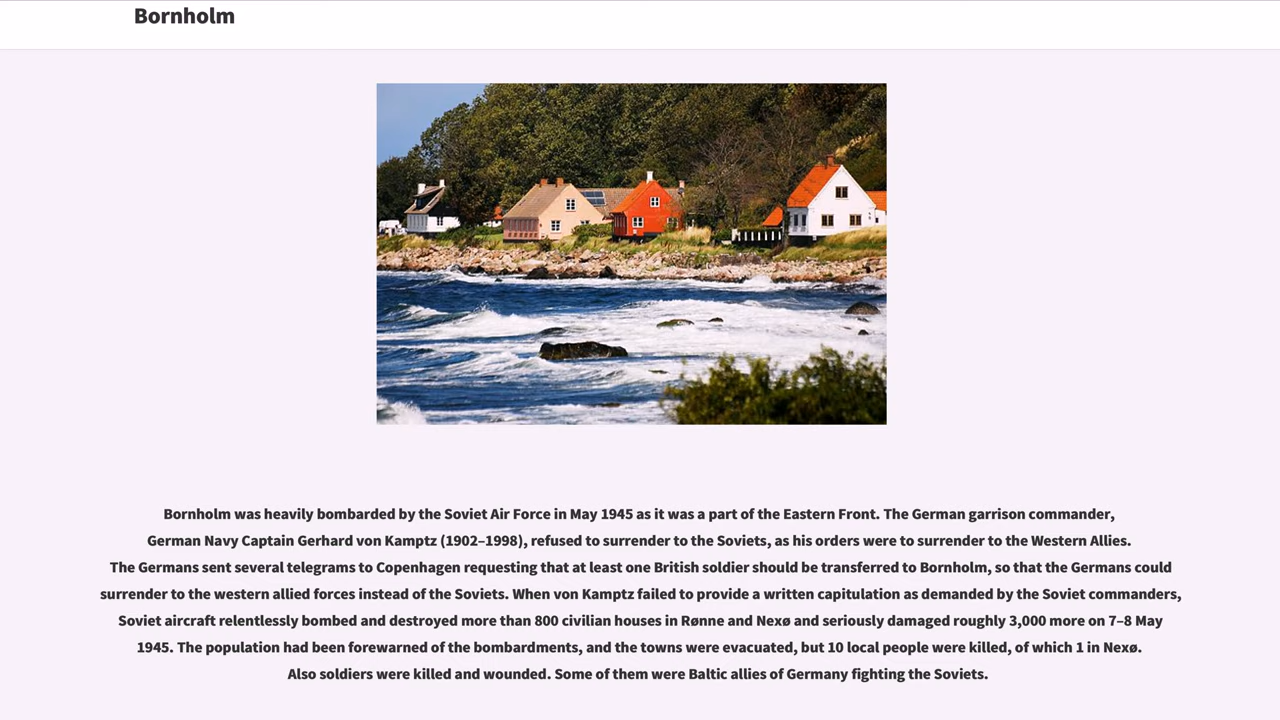 Bornholm
Bornholm was heavily bombarded by the Soviet Air Force in May 1945 as it was a part of the Eastern Front. The German garrison commander,
German Navy Captain Gerhard von Kamptz (1902–1998), refused to surrender to the Soviets, as his orders were to surrender to the Western Allies.
The Germans sent several telegrams to Copenhagen requesting that at least one British soldier should be transferred to Bornholm, so that the Germans could
surrender to the western allied forces instead of the Soviets. When von Kamptz failed to provide a written capitulation as demanded by the Soviet commanders,
Soviet aircraft relentlessly bombed and destroyed more than 800 civilian houses in Rønne and Nexø and seriously damaged roughly 3,000 more on 7–8 May
1945. The population had been forewarned of the bombardments, and the towns were evacuated, but 10 local people were killed, of which 1 in Nexø.
Also soldiers were killed and wounded. Some of them were Baltic allies of Germany fighting the Soviets.